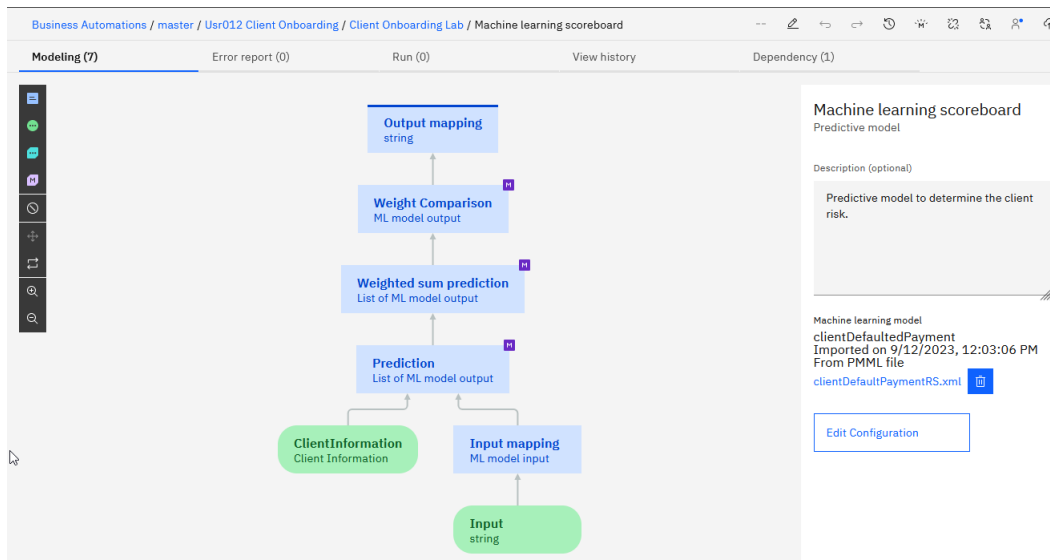 Business Automations / master / Usr012 Client Onboarding / Client Onboarding Lab / Machine learning scoreboard
--
Modeling (7)
Error report (0)
Run (0)
View history
Dependency (1)
Output mapping
string
M
Weight Comparison
ML model output
M
Weighted sum prediction
List of ML model output
M
Prediction
List of ML model output
ClientInformation
Client Information
Input mapping
ML model input
Input
string
M
Machine learning scoreboard
Predictive model
Description (optional)
Predictive model to determine the client
risk.
Machine learning model
clientDefaultedPayment
Imported on 9/12/2023, 12:03:06 PM
From PMML file
clientDefaultPaymentRS.xml
Edit Configuration